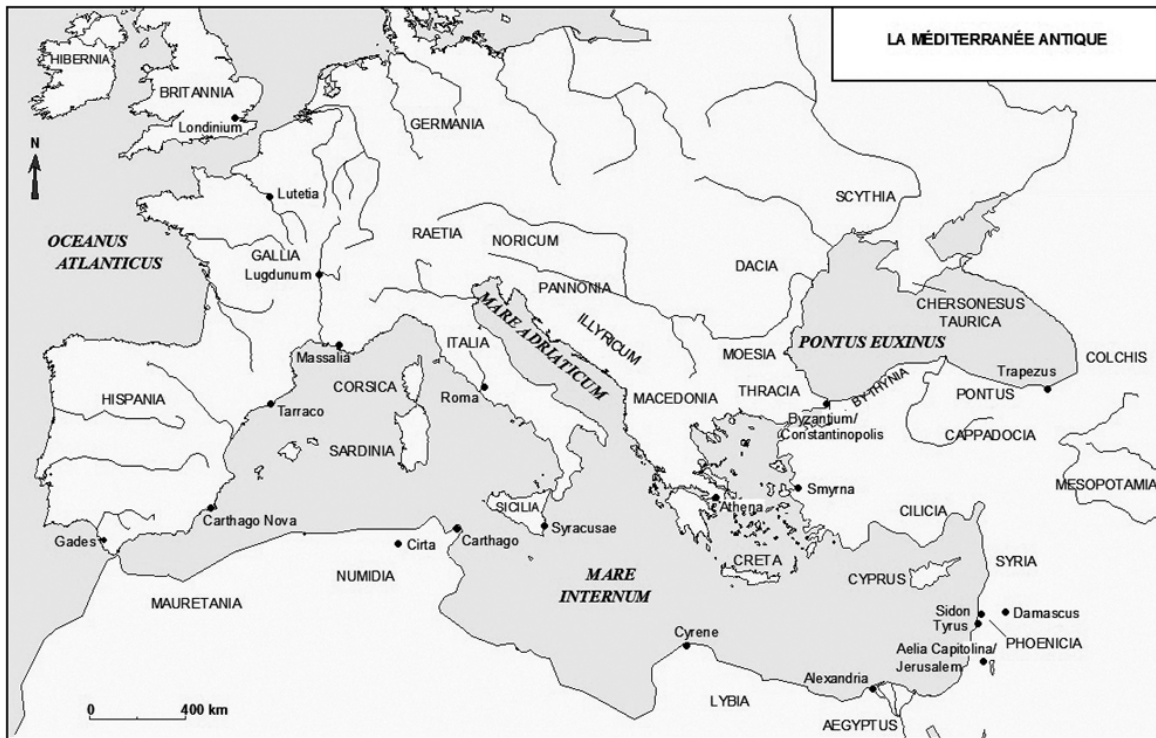 LA MÉDITERRANÉE ANTIQUE
HIBERNIA
BRITANNIA
Londinium
GERMANIA
N
Lutetia
SCYTHIA
OCEANUS
ATLANTICUS
RAETIA
NORICUM
GALLIA
Lugdunum
DACIA
PANNONIA
MARE ADRIATICUM
ILLYRICUM
CHERSONESUS
TAURICA
Massalia
ITALIA
MOESIA
PONTUS EUXINUS
COLCHIS
Trapezus
CORSICA
Roma
MACEDONIA
THRACIA
BYTHYNIA
PONTUS
HISPANIA
Tarraco
Byzantium/
Constantinopolis
CAPPADOCIA
SARDINIA
MESOPOTAMIA
Smyrna
SICILIA
Athena
Carthago Nova
Syracusae
CILICIA
Gades
Cirta
Carthago
CRETA
SYRIA
NUMIDIA
MARE
INTERNUM
CYPRUS
MAURETANIA
Sidon
Damascus
Tyrus
PHOENICIA
Cyrene
Aelia Capitolina/
Jerusalem
Alexandria
LYBIA
AEGYPTUS
0 400 km